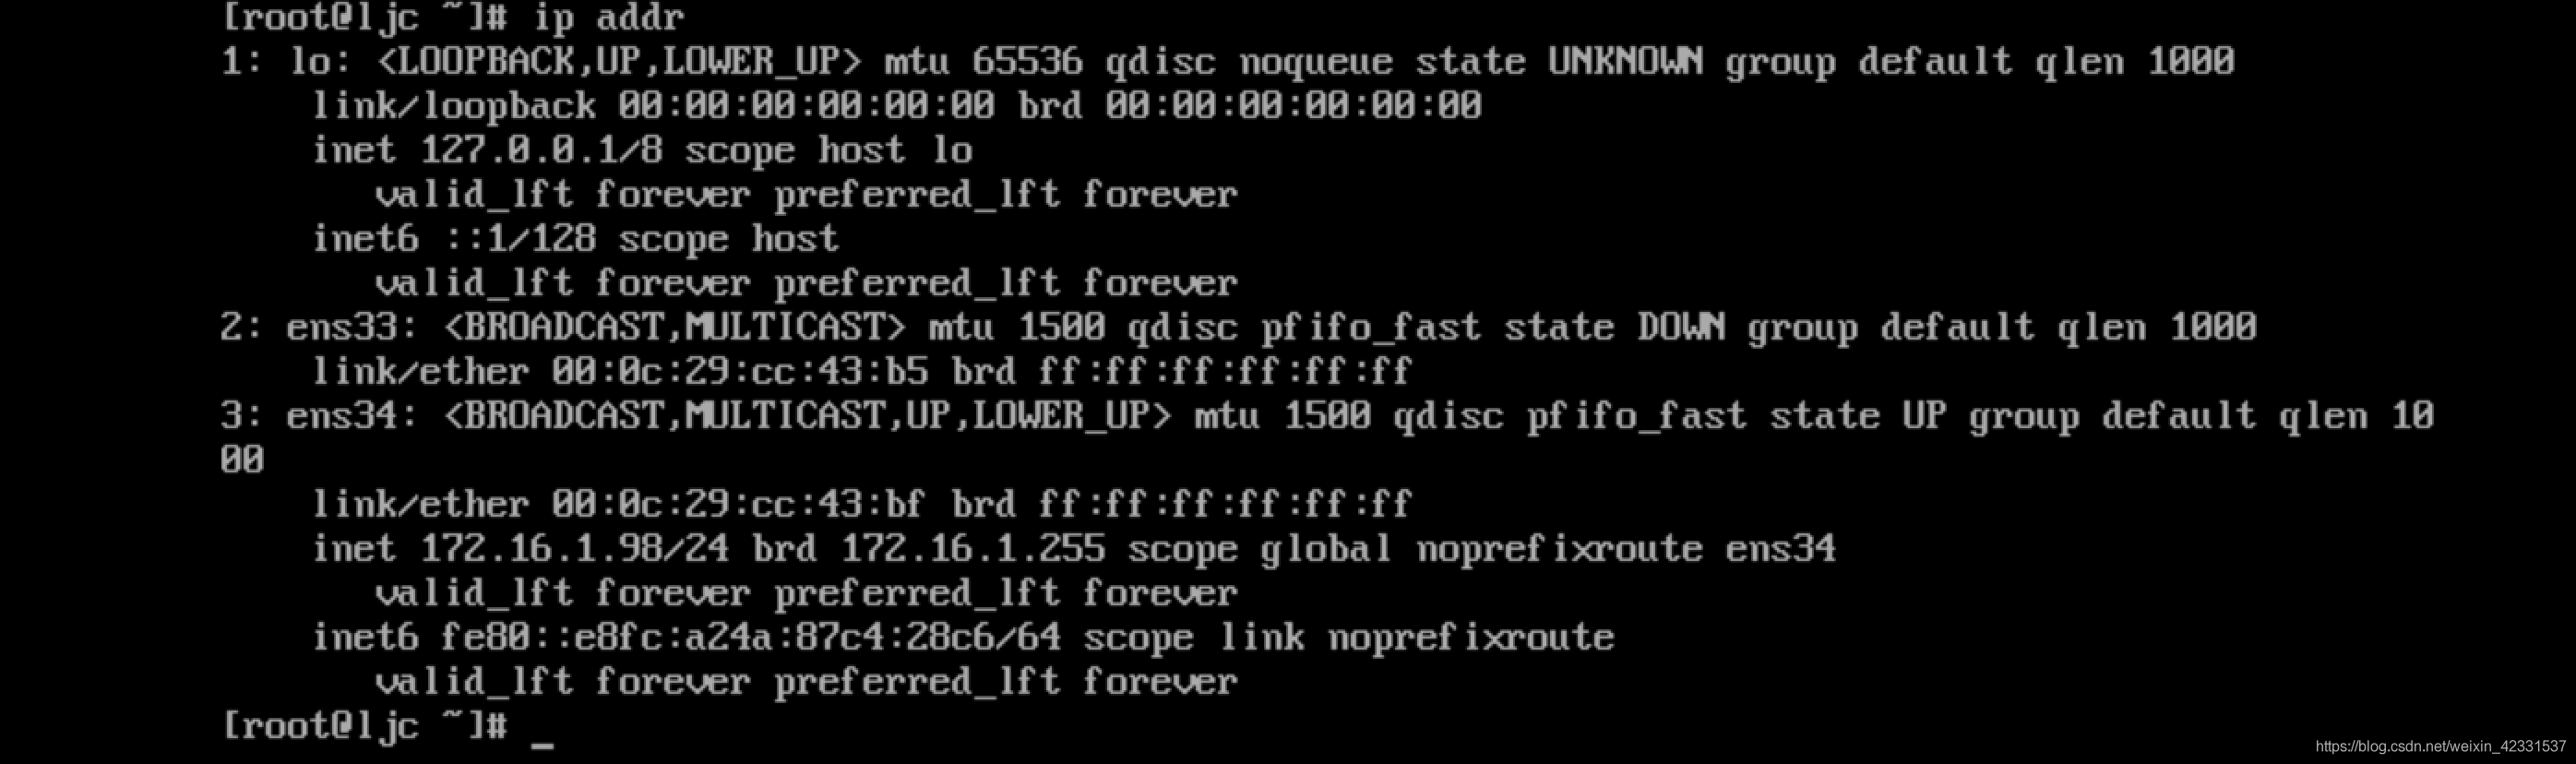 [root@ljc ~]# ip addr
1: lo: <LOOPBACK,UP,LOWER_UP> mtu 65536 qdisc noqueue state UNKNOWN group default qlen 1000
    link/loopback 00:00:00:00:00:00 brd 00:00:00:00:00:00
    inet 127.0.0.1/8 scope host lo
       valid_lft forever preferred_lft forever
    inet6 ::1/128 scope host
       valid_lft forever preferred_lft forever
2: ens33: <BROADCAST,MULTICAST> mtu 1500 qdisc pfifo_fast state DOWN group default qlen 1000
    link/ether 00:0c:29:cc:43:b5 brd ff:ff:ff:ff:ff:ff
3: ens34: <BROADCAST,MULTICAST,UP,LOWER_UP> mtu 1500 qdisc pfifo_fast state UP group default qlen 10
00
    link/ether 00:0c:29:cc:43:bf brd ff:ff:ff:ff:ff:ff
    inet 172.16.1.98/24 brd 172.16.1.255 scope global noprefixroute ens34
       valid_lft forever preferred_lft forever
    inet6 fe80::e8fc:a24a:87c4:28c6/64 scope link noprefixroute
       valid_lft forever preferred_lft forever
[root@ljc ~]# _
https://blog.csdn.net/weixin_42331537